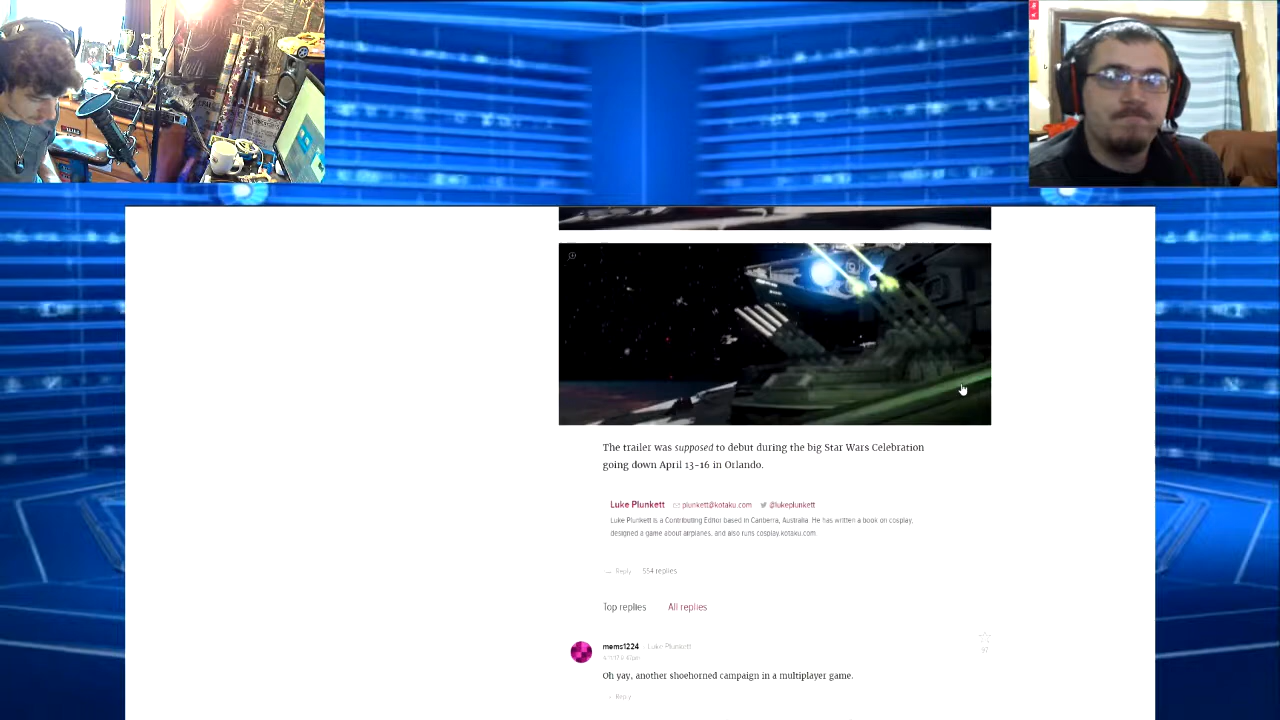 The trailer was supposed to debut during the big Star Wars Celebration
going down April 13-16 in Orlando.
Luke Plunkett plunkett@kotaku.com @lukeplunkett
Luke Plunkett is a Contributing Editor based in Canberra, Australia. He has written a book on cosplay,
designed a game about airplanes, and also runs cosplay.kotaku.com.
Reply 554 replies
Top replies All replies
mems1224 Luke Plunkett
97
Oh yay, another shoehorned campaign in a multiplayer game.
Reply